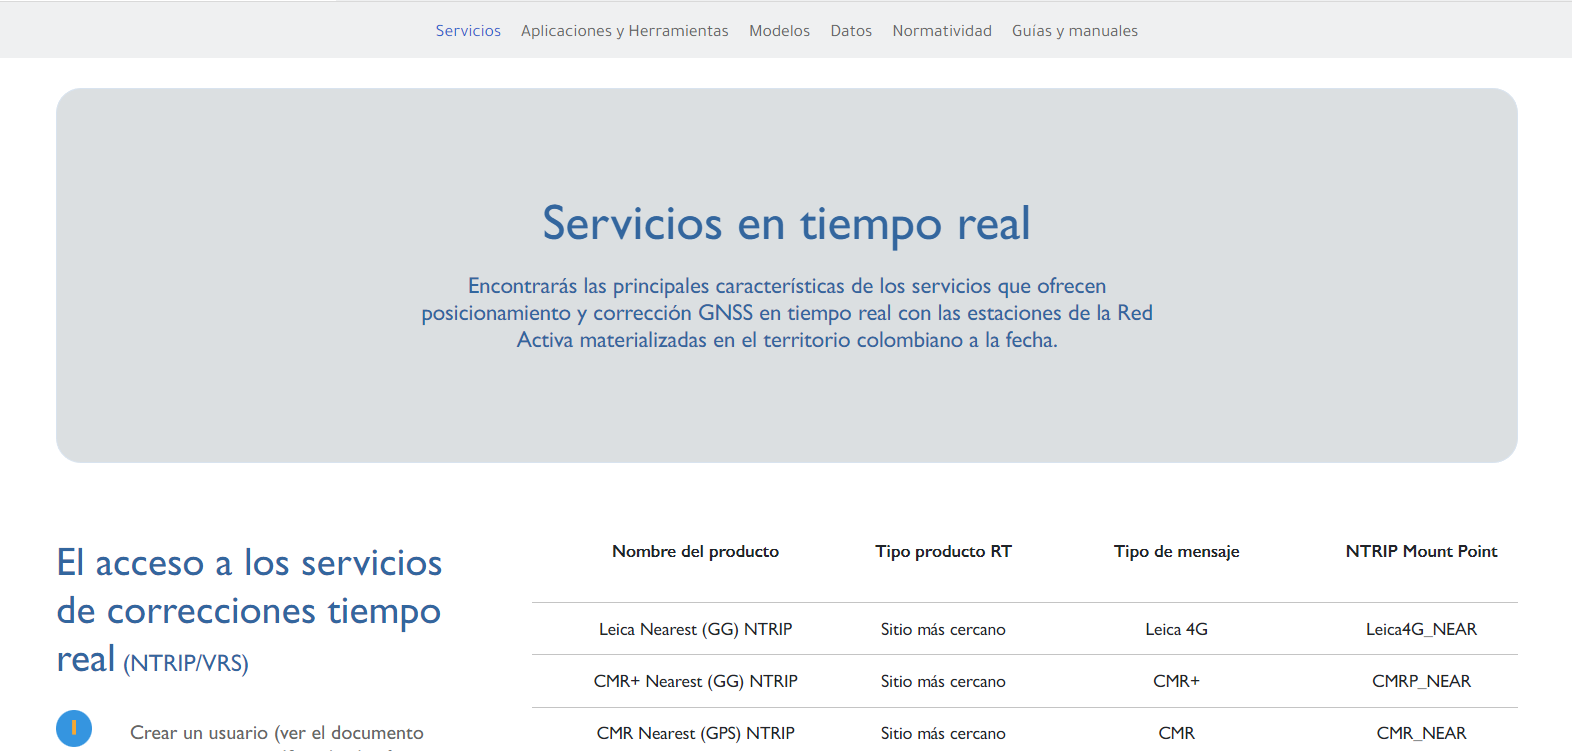 Servicios Aplicaciones y Herramientas Modelos Datos Normatividad Guías y manuales
Servicios en tiempo real
Encontrarás las principales características de los servicios que ofrecen
posicionamiento y corrección GNSS en tiempo real con las estaciones de la Red
Activa materializadas en el territorio colombiano a la fecha.
El acceso a los servicios
de correcciones tiempo
real (NTRIP/VRS)
1 Crear un usuario (ver el documento
Nombre del producto Tipo producto RT Tipo de mensaje NTRIP Mount Point
Leica Nearest (GG) NTRIP Sitio más cercano Leica 4G Leica4G_NEAR
CMR+ Nearest (GG) NTRIP Sitio más cercano CMR+ CMRP_NEAR
CMR Nearest (GPS) NTRIP Sitio más cercano CMR CMR_NEAR